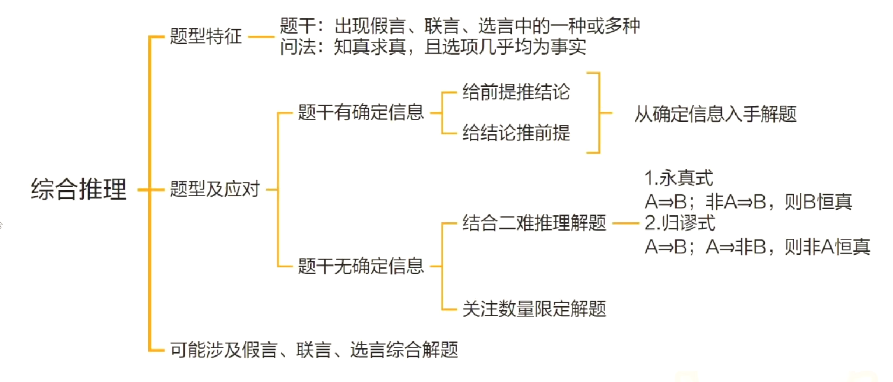 综合推理
题型特征
题干：出现假言、联言、选言中的一种或多种
问法：知真求真，且选项几乎均为事实
题型及应对
题干有确定信息
给前提推结论
给结论推前提
从确定信息入手解题
题干无确定信息
结合二难推理解题
1.永真式
A⇒B；非A⇒B，则B恒真
2.归谬式
A⇒B；A⇒非B，则非A恒真
关注数量限定解题
可能涉及假言、联言、选言综合解题